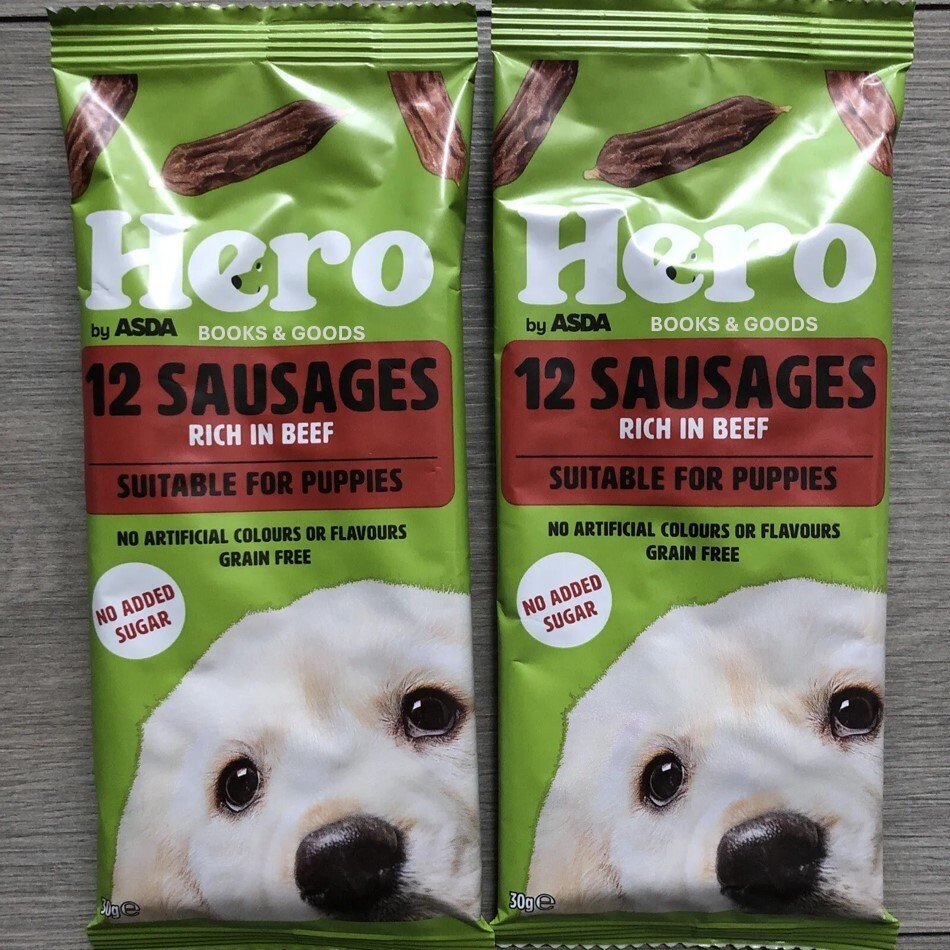 Hero
by ASDA
BOOKS & GOODS
12 SAUSAGES
RICH IN BEEF
SUITABLE FOR PUPPIES
NO ARTIFICIAL COLOURS OR FLAVOURS
GRAIN FREE
NO ADDED
SUGAR
30g℮
Hero
by ASDA
BOOKS & GOODS
12 SAUSAGES
RICH IN BEEF
SUITABLE FOR PUPPIES
NO ARTIFICIAL COLOURS OR FLAVOURS
GRAIN FREE
NO ADDED
SUGAR
30g℮